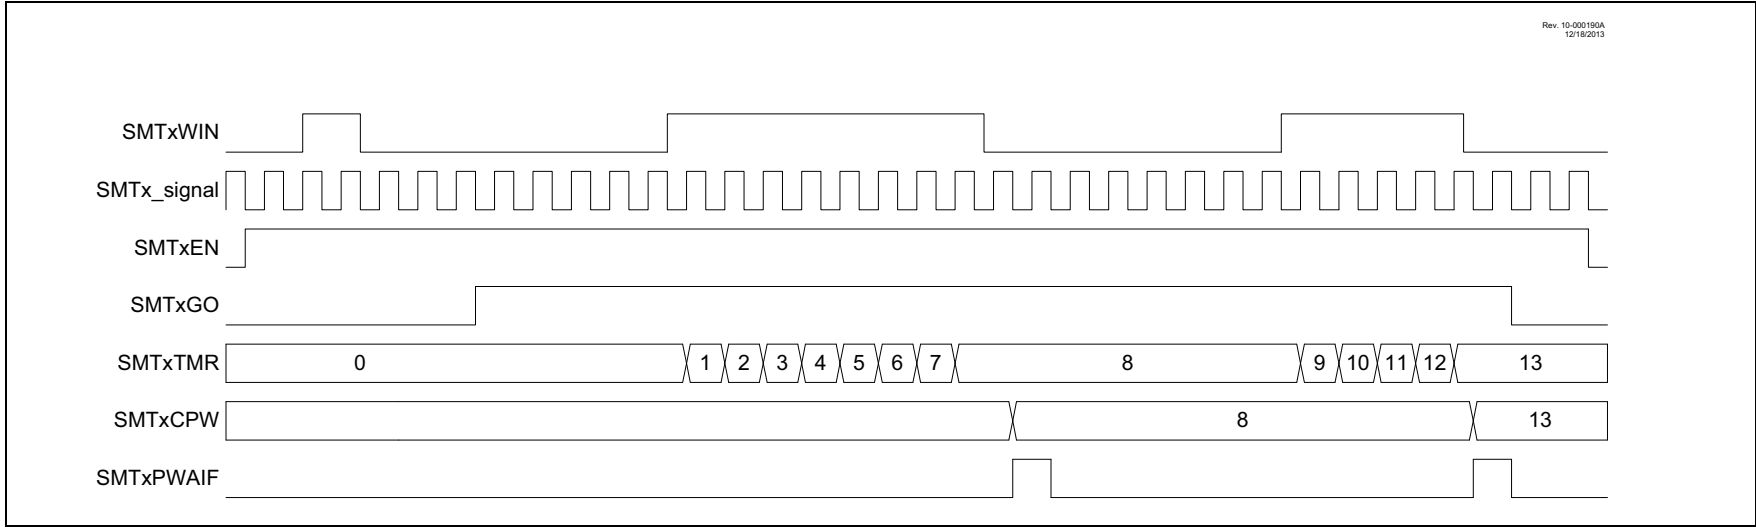 Rev. 10-000190A
12/18/2013
SMTxWIN
SMTx_signal
SMTxEN
SMTxGO
SMTxTMR 0 1 2 3 4 5 6 7 8 9 10 11 12 13
SMTxCPW 8 13
SMTxPWAIF